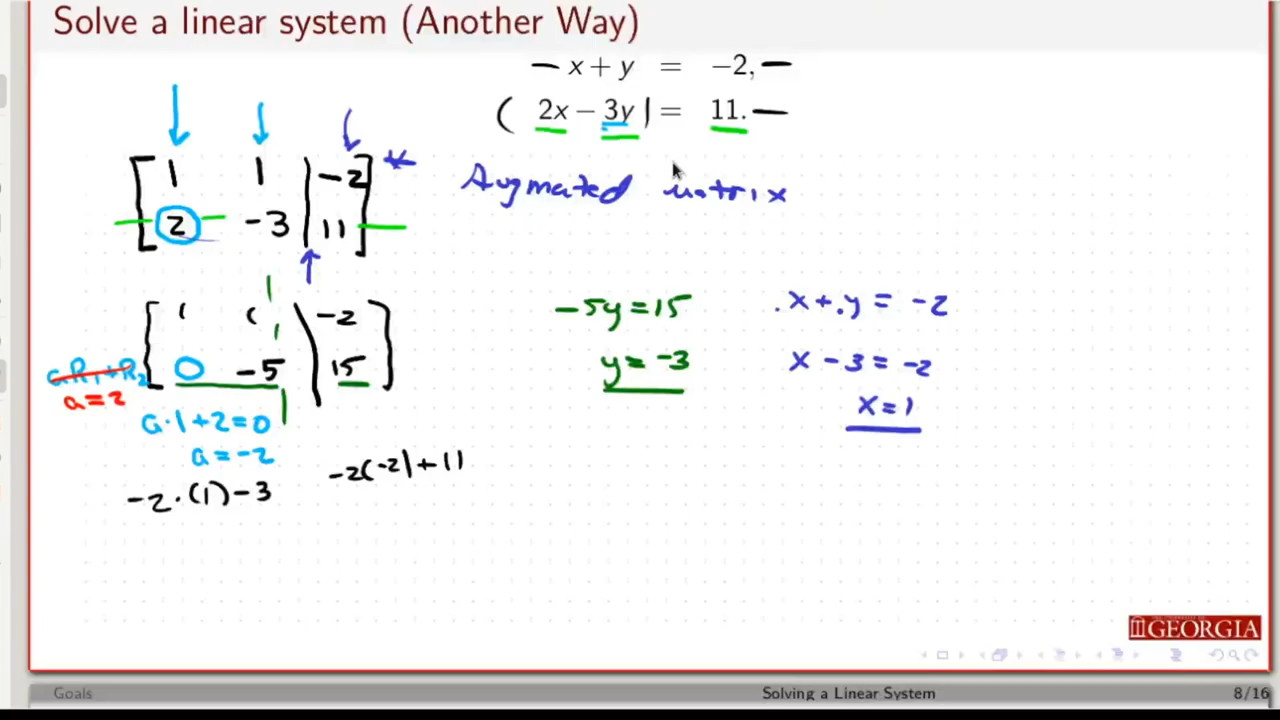 Solve a linear system (Another Way)
x + y = −2,
( 2x − 3y | = 11.
[ 1 1 | −2 ]
[ 2 −3 | 11 ]
Augmated matrix
[ 1 1 | −2 ]
[ 0 −5 | 15 ]
aR₁+R₂
a=2
a·1+2=0
a=-2
-2·(1)-3
-2(-2)+11
-5y=15
y=-3
x+y=-2
x-3=-2
x=1
GEORGIA
Goals
Solving a Linear System
8/16